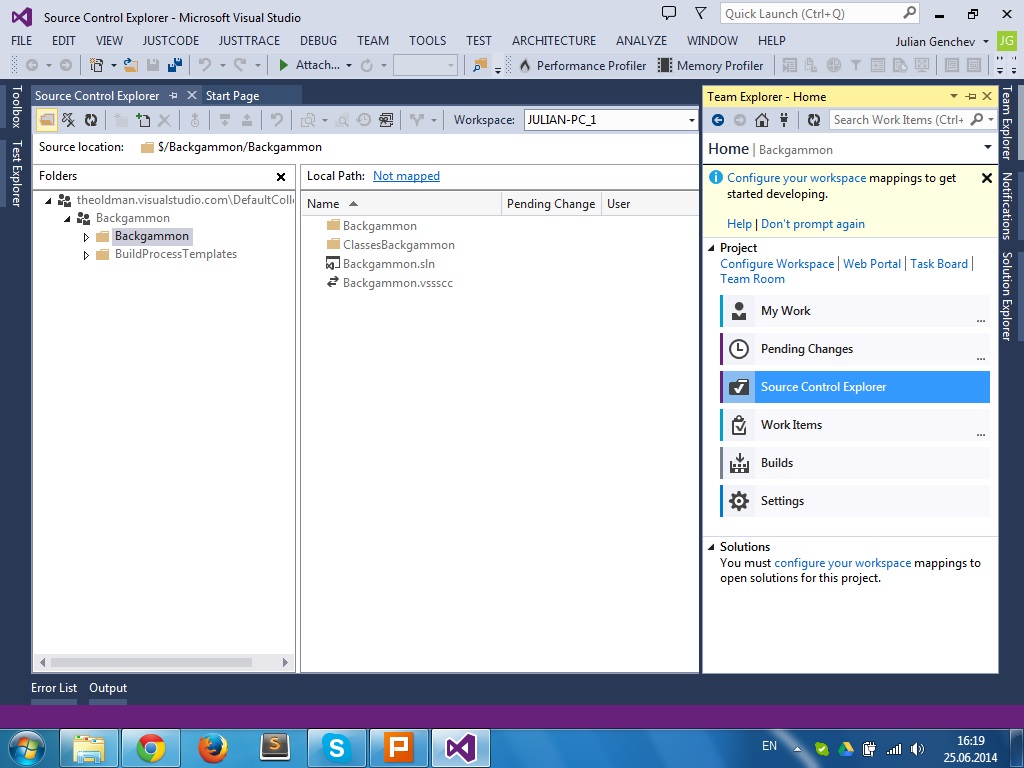 Source Control Explorer - Microsoft Visual Studio
Quick Launch (Ctrl+Q)
FILE EDIT VIEW JUSTCODE JUSTTRACE DEBUG TEAM TOOLS TEST ARCHITECTURE ANALYZE WINDOW HELP
Julian Genchev
JG
Attach...
Performance Profiler
Memory Profiler
Toolbox
Test Explorer
Source Control Explorer
Start Page
Workspace:
JULIAN-PC_1
Source location:
$/Backgammon/Backgammon
Folders
theoldman.visualstudio.com\DefaultColle
Backgammon
Backgammon
BuildProcessTemplates
Local Path: Not mapped
Name
Pending Change
User
Backgammon
ClassesBackgammon
Backgammon.sln
Backgammon.vssscc
Team Explorer - Home
Search Work Items (Ctrl+
Home | Backgammon
Configure your workspace mappings to get
started developing.
Help | Don't prompt again
Project
Configure Workspace | Web Portal | Task Board |
Team Room
My Work
...
Pending Changes
...
Source Control Explorer
Work Items
...
Builds
Settings
Solutions
You must configure your workspace mappings to
open solutions for this project.
Team Explorer
Notifications
Solution Explorer
Error List
Output
S
S
P
EN
16:19
25.06.2014